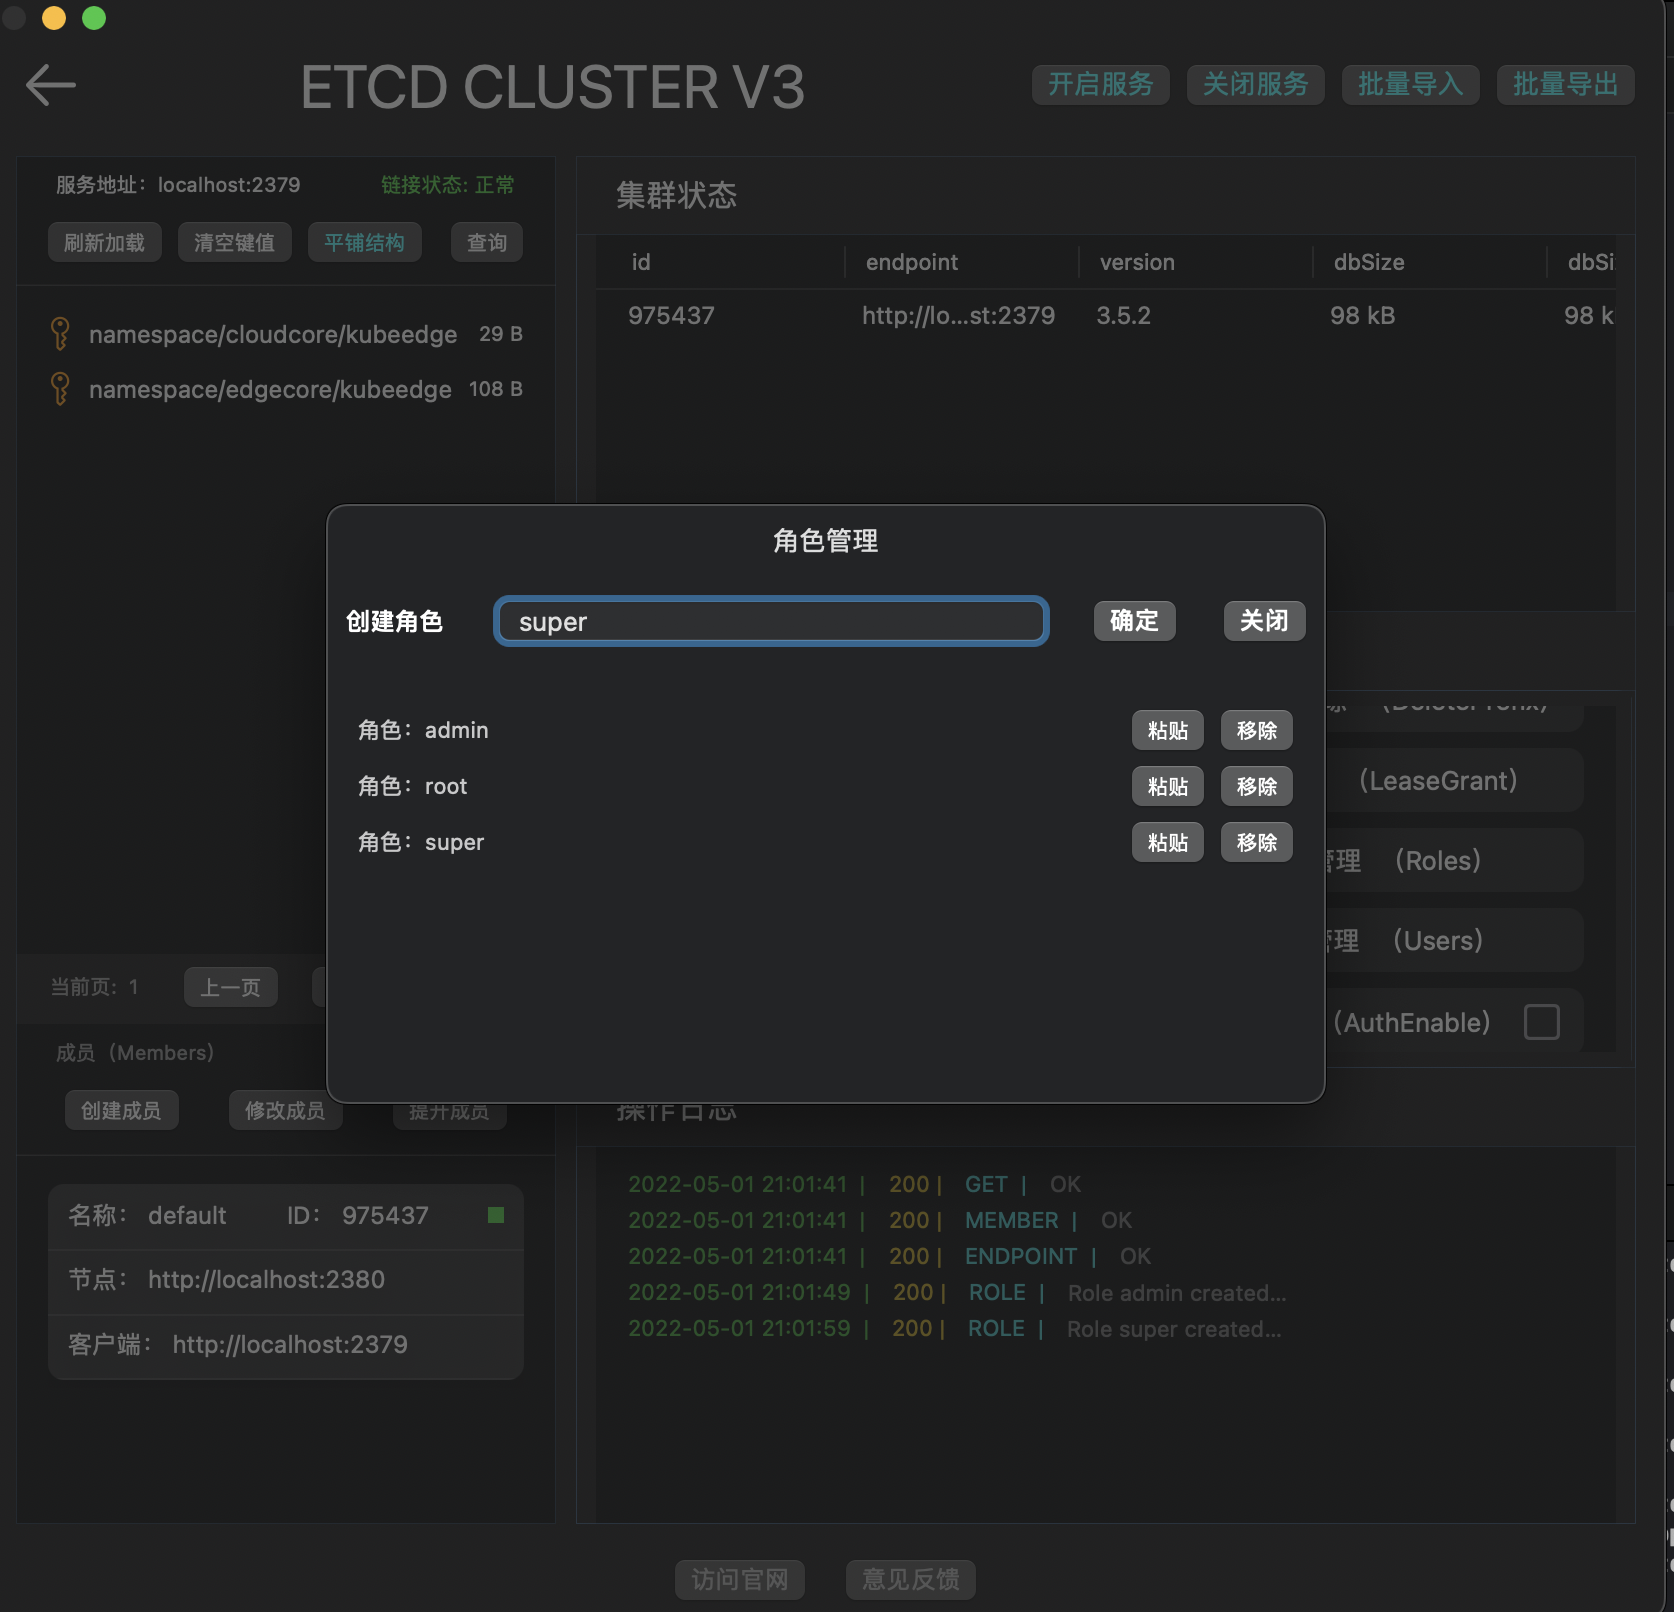 ETCD CLUSTER V3
开启服务 关闭服务 批量导入 批量导出
服务地址：localhost:2379 链接状态: 正常
刷新加载 清空键值 平铺结构 查询
namespace/cloudcore/kubeedge 29 B
namespace/edgecore/kubeedge 108 B
集群状态
id endpoint version dbSize dbSi
975437 http://lo...st:2379 3.5.2 98 kB 98 k
角色管理
创建角色 super 确定 关闭
角色：admin 粘贴 移除
角色：root 粘贴 移除
角色：super 粘贴 移除
（LeaseGrant）
管理 （Roles）
管理 （Users）
（AuthEnable）
当前页：1 上一页
成员（Members）
创建成员 修改成员 提升成员
名称： default ID： 975437
节点： http://localhost:2380
客户端： http://localhost:2379
操作日志
2022-05-01 21:01:41 | 200 | GET | OK
2022-05-01 21:01:41 | 200 | MEMBER | OK
2022-05-01 21:01:41 | 200 | ENDPOINT | OK
2022-05-01 21:01:49 | 200 | ROLE | Role admin created...
2022-05-01 21:01:59 | 200 | ROLE | Role super created...
访问官网 意见反馈